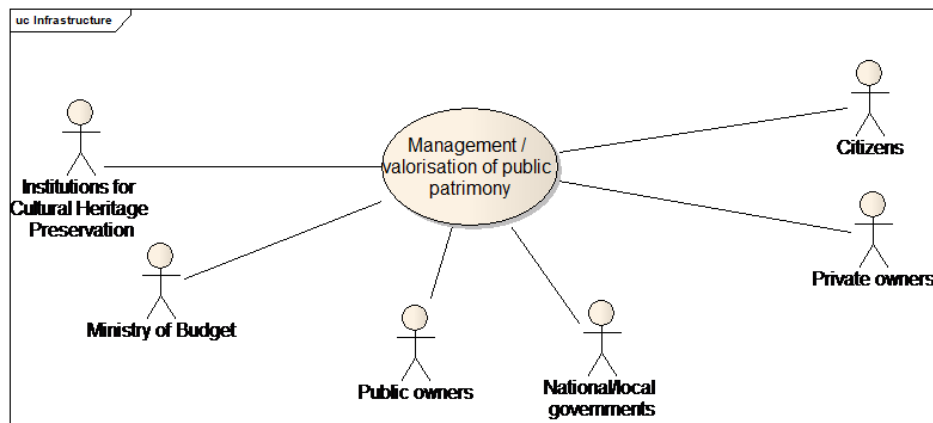 uc Infrastructure
Management /
valorisation of public
patrimony
Citizens
Institutions for
Cultural Heritage
Preservation
Private owners
Ministry of Budget
Public owners
National/local
governments